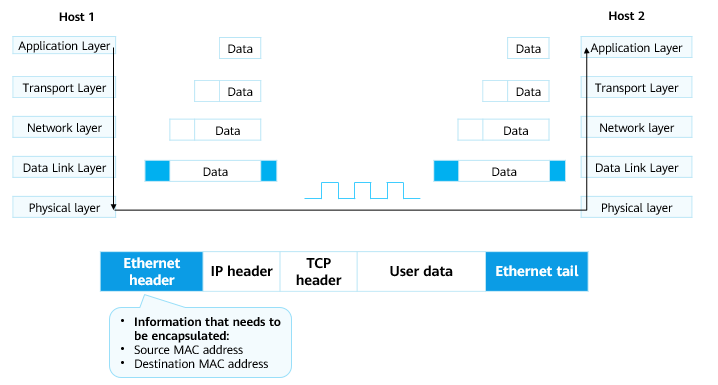 Host 1
Host 2
Application Layer
Data
Data
Application Layer
Transport Layer
Data
Data
Transport Layer
Network layer
Data
Data
Network layer
Data Link Layer
Data
Data
Data Link Layer
Physical layer
Physical layer
Ethernet
header
IP header
TCP
header
User data
Ethernet tail
• Information that needs to
be encapsulated:
• Source MAC address
• Destination MAC address